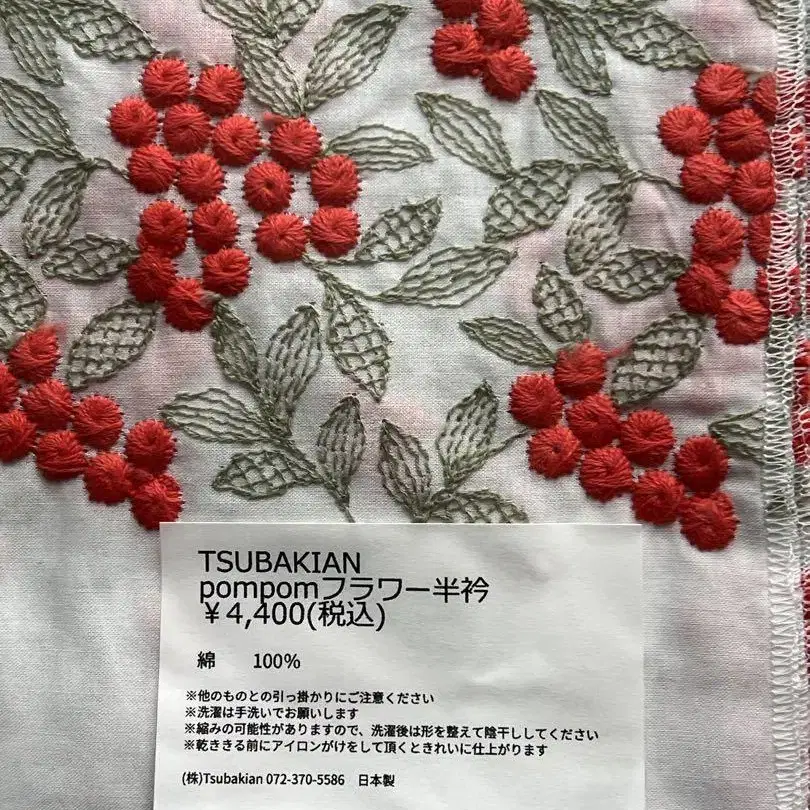 TSUBAKIAN
pompomフラワー半衿
￥4,400(税込)
綿　100%
※他のものとの引っ掛かりにご注意ください
※洗濯は手洗いでお願いします
※縮みの可能性がありますので、洗濯後は形を整えて陰干ししてください
※乾ききる前にアイロンがけをして頂くときれいに仕上がります
(株)Tsubakian 072-370-5586　日本製